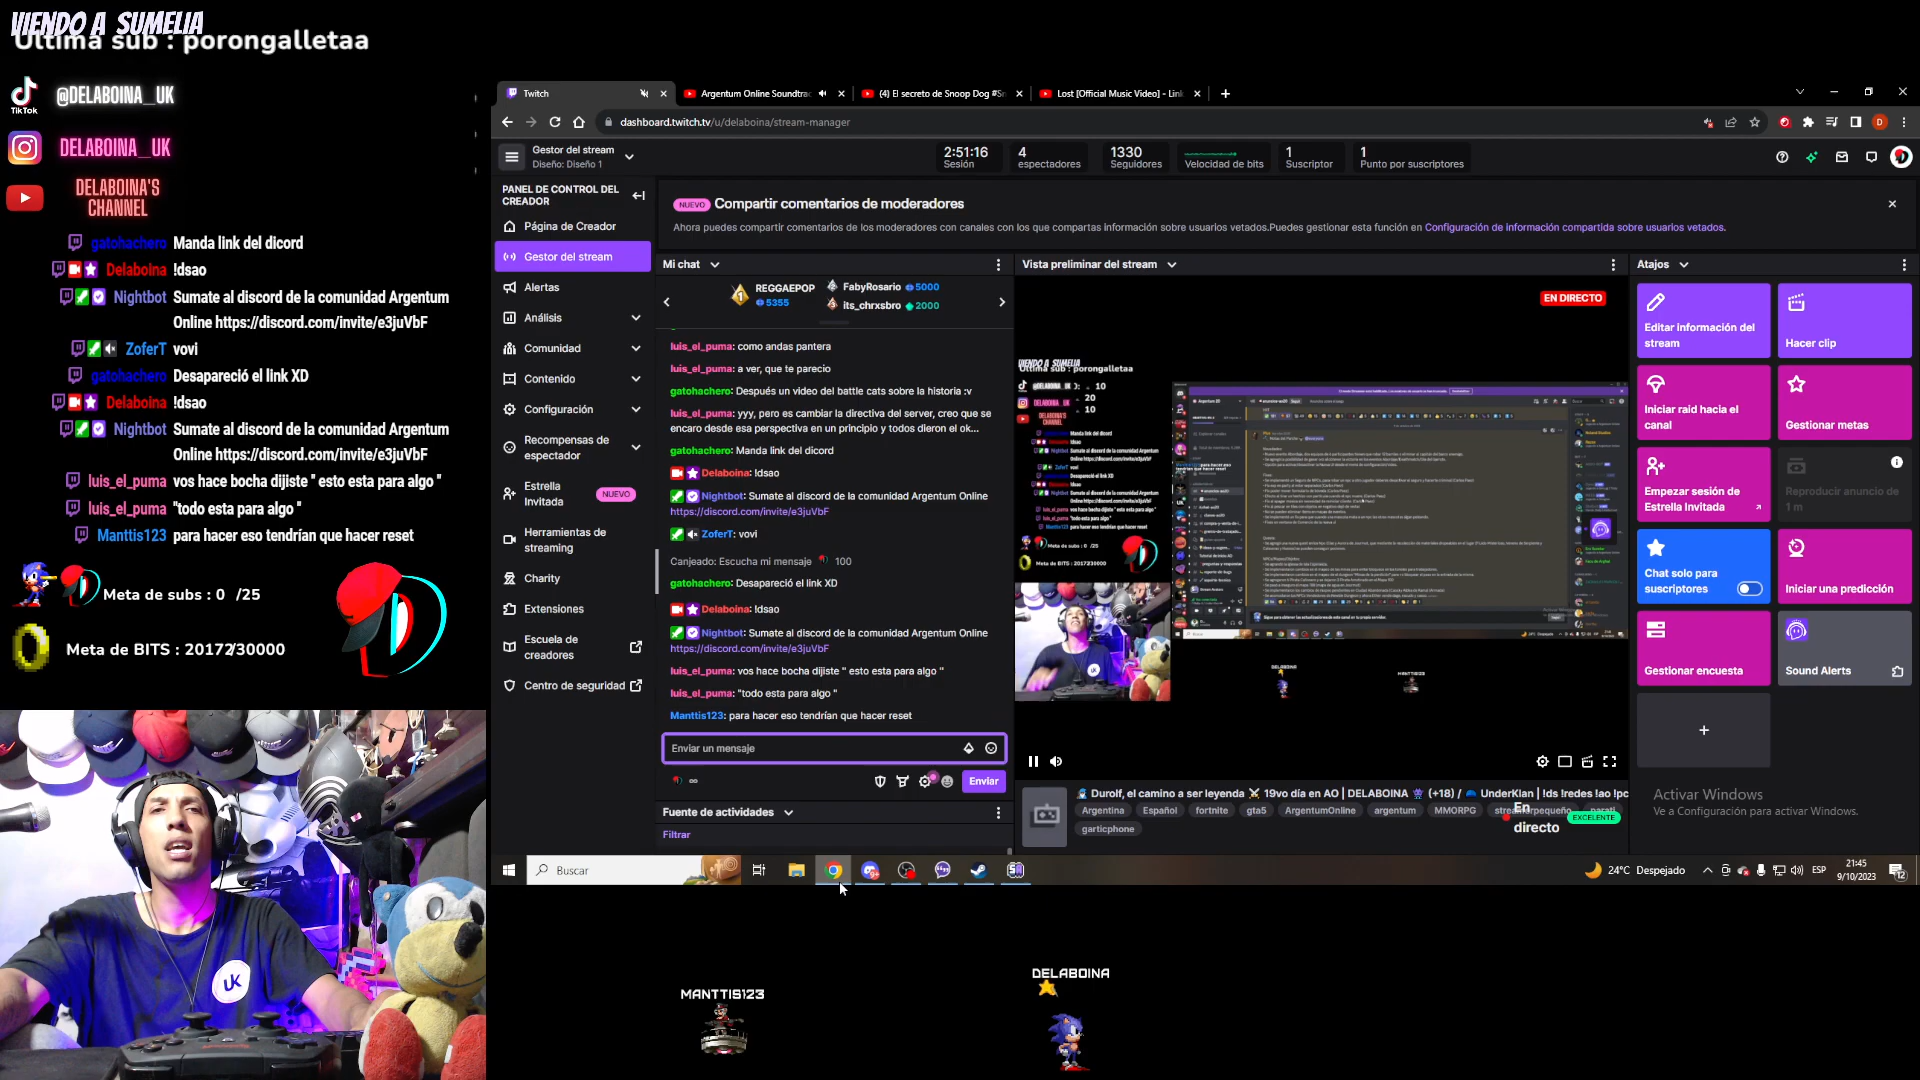 VIENDO A SUMELIA
Ultima sub : porongalletaa
TikTok
@DELABOINA_UK
DELABOINA_UK
DELABOINA'S
CHANNEL
gatohachero Manda link del dicord
Delaboina !dsao
Nightbot Sumate al discord de la comunidad Argentum
Online https://discord.com/invite/e3juVbF
ZoferT vovi
gatohachero Desapareció el link XD
Delaboina !dsao
Nightbot Sumate al discord de la comunidad Argentum
Online https://discord.com/invite/e3juVbF
luis_el_puma vos hace bocha dijiste " esto esta para algo "
luis_el_puma "todo esta para algo "
Manttis123 para hacer eso tendrían que hacer reset
Meta de subs : 0 /25
Meta de BITS : 20172/30000
UK
Twitch
Argentum Online Soundtra
(4) El secreto de Snoop Dog #S
Lost [Official Music Video] - Link
dashboard.twitch.tv/u/delaboina/stream-manager
D
Gestor del stream
Diseño: Diseño 1
2:51:16
Sesión
4
espectadores
1330
Seguidores
Velocidad de bits
1
Suscriptor
1
Punto por suscriptores
PANEL DE CONTROL DEL
CREADOR
Página de Creador
Gestor del stream
Alertas
Análisis
Comunidad
Contenido
Configuración
Recompensas de
espectador
Estrella
Invitada
NUEVO
Herramientas de
streaming
Charity
Extensiones
Escuela de
creadores
Centro de seguridad
NUEVO Compartir comentarios de moderadores
Ahora puedes compartir comentarios de los moderadores con canales con los que compartas información sobre usuarios vetados.Puedes gestionar esta función en Configuración de información compartida sobre usuarios vetados.
Mi chat
1 REGGAEPOP
5355
FabyRosario 5000
its_chrxsbro 2000
luis_el_puma: como andas pantera
luis_el_puma: a ver, que te parecio
gatohachero: Después un video del battle cats sobre la historia :v
luis_el_puma: yyy, pero es cambiar la directiva del server, creo que se
encaro desde esa perspectiva en un principio y todos dieron el ok...
gatohachero: Manda link del dicord
Delaboina: !dsao
Nightbot: Sumate al discord de la comunidad Argentum Online
https://discord.com/invite/e3juVbF
ZoferT: vovi
Canjeado: Escucha mi mensaje 100
gatohachero: Desapareció el link XD
Delaboina: !dsao
Nightbot: Sumate al discord de la comunidad Argentum Online
https://discord.com/invite/e3juVbF
luis_el_puma: vos hace bocha dijiste " esto esta para algo "
luis_el_puma: "todo esta para algo "
Manttis123: para hacer eso tendrían que hacer reset
Enviar un mensaje
Enviar
Fuente de actividades
Filtrar
Vista preliminar del stream
EN DIRECTO
VIENDO A SUMELIA
Ultima sub : porongalletaa
10
20
10
DELABOINA
MANTTIS123
Durolf, el camino a ser leyenda 19vo día en AO | DELABOINA (+18) / UnderKlan | !ds !redes !ao !pc
Argentina
Español
fortnite
gta5
ArgentumOnline
argentum
MMORPG
garticphone
En
directo
EXCELENTE
Atajos
Editar información del
stream
Hacer clip
Iniciar raid hacia el
canal
Gestionar metas
Empezar sesión de
Estrella Invitada
Reproducir anuncio de
1 m
Chat solo para
suscriptores
Iniciar una predicción
Gestionar encuesta
Sound Alerts
Activar Windows
Ve a Configuración para activar Windows.
Buscar
24°C Despejado
ESP
21:45
9/10/2023
12
MANTTIS123
DELABOINA